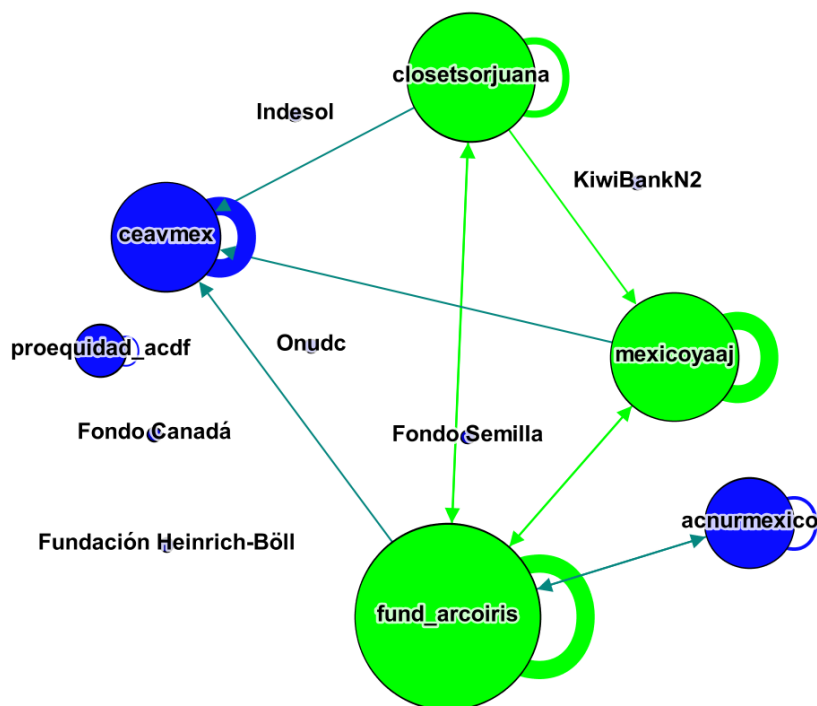 closetsorjuana
Indesol
KiwiBankN2
ceavmex
proequidad_acdf
Onudc
mexicoyaaj
Fondo Canadá
Fondo Semilla
acnurmexico
Fundación Heinrich-Böll
fund_arcoiris